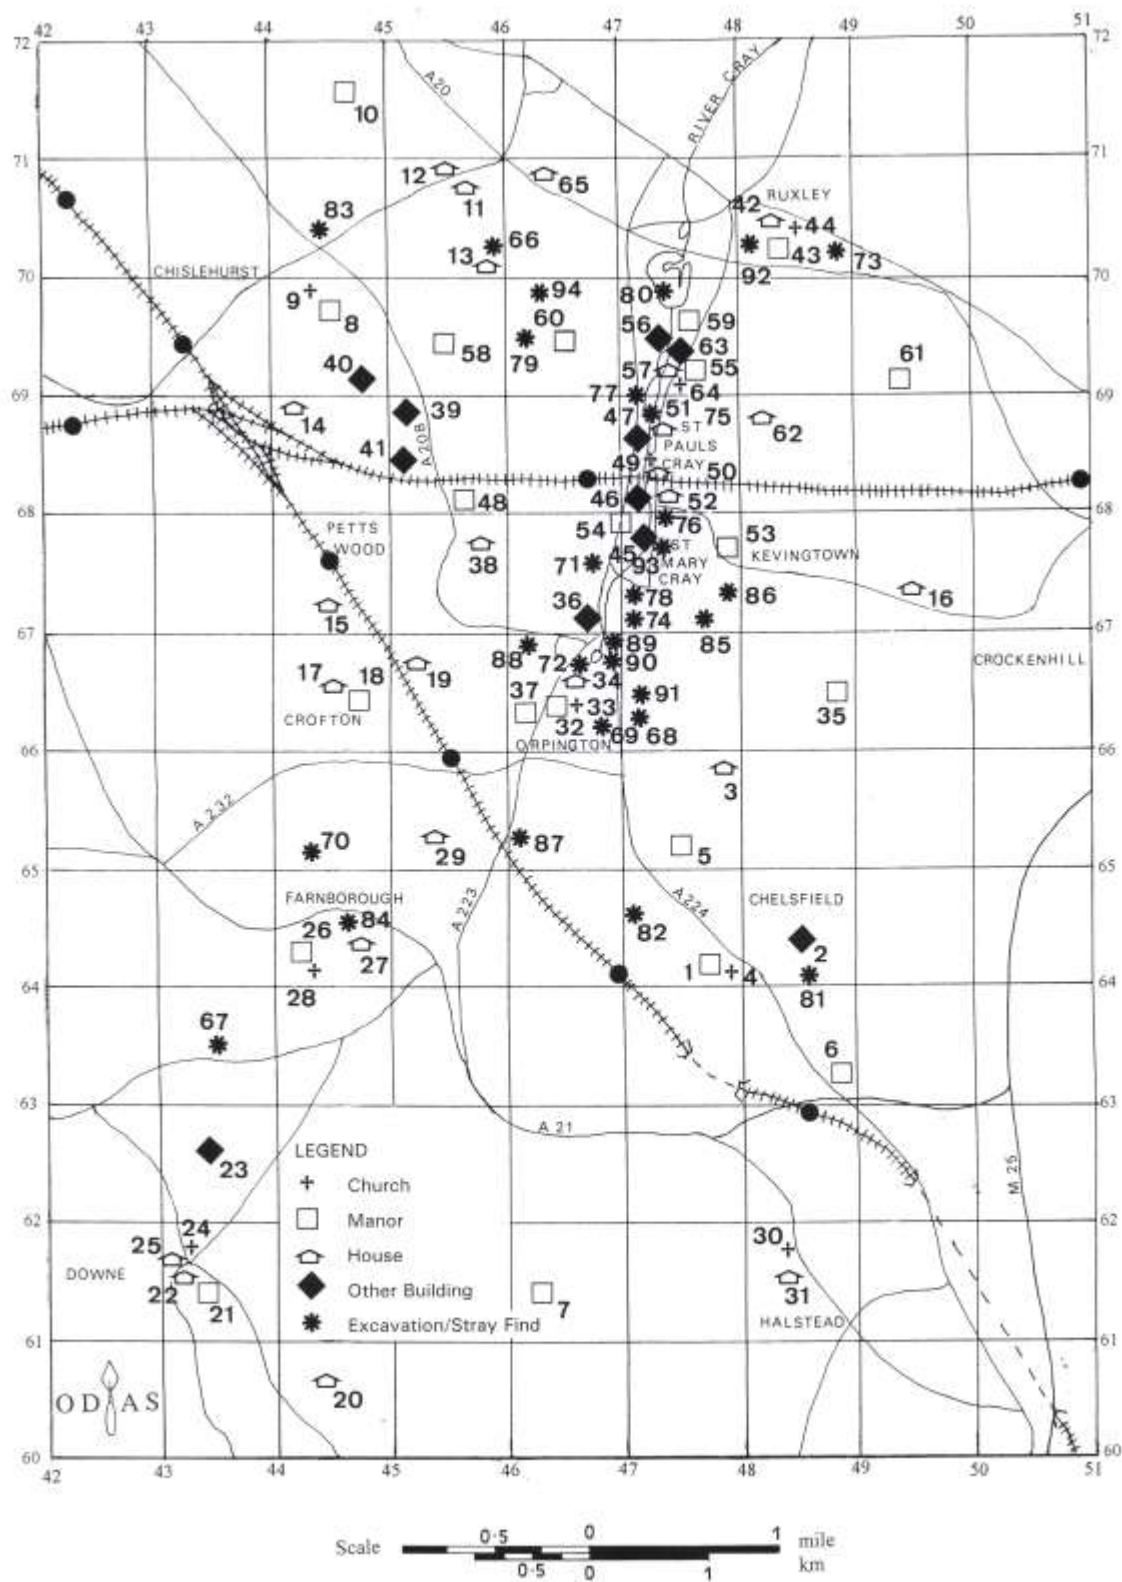 42 43 44 45 46 47 48 49 50 51
72 72
A20
RIVER CRAY
10
71 71
12 11 65 42 RUXLEY
83 44
13 66 43 73
CHISLEHURST 92
70 70
9 94 80
8 60 56 59
58 79 63 61
40 57 55
69 69
77 64
14 39 47 51 75 62
ST
PAULS
CRAY
41 A208 49 50
48 46 52
68 68
PETTS
WOOD
54 76 53
38 71 45 93 ST
MARY
CRAY
KEVINGTOWN
36 78 86 16
15 74
67 67
88 72 89 85
90 CROCKENHILL
17 18 19 37 34 91
CROFTON 32 33 35
ORPINGTON 69 68
66 66
3
A 232
70 29 87 5
65 65
FARNBOROUGH A 223 A 224 CHELSFIELD
26 84
27 82 2
28 1 4 81
64 64
67 6
63 63
A 21
LEGEND
23 M 25
Church
62 Manor 62
24 30
25 House
DOWNE
22 21 Other Building 7 31
HALSTEAD
Excavation/Stray Find
61 61
20
OD AS
60 60
42 43 44 45 46 47 48 49 50 51
Scale 0·5 0 1 mile
0·5 0 1 km